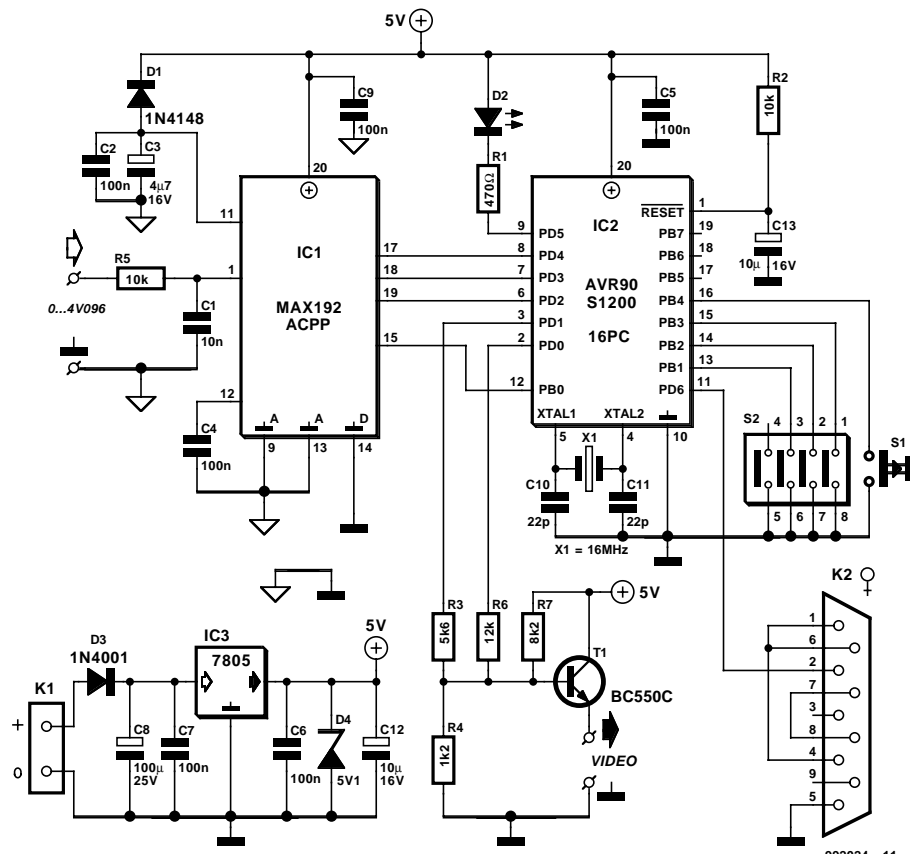 5V
D1
1N4148
C2
100n
C3
4µ7
16V
C9
100n
D2
R1
470Ω
C5
100n
R2
10k
20
20
11
IC1
MAX192
ACPP
17
18
19
15
1
R5
10k
0...4V096
C1
10n
12
C4
100n
A
A
D
9
13
14
9
8
7
6
3
2
12
PD5
PD4
PD3
PD2
PD1
PD0
PB0
IC2
AVR90
S1200
16PC
RESET
PB7
PB6
PB5
PB4
PB3
PB2
PB1
PD6
1
19
18
17
16
15
14
13
11
C13
10µ
16V
XTAL1
XTAL2
5
4
10
X1
C10
22p
C11
22p
X1 = 16MHz
S2
4
3
2
1
5
6
7
8
S1
K1
+
0
D3
1N4001
IC3
7805
C8
100µ
25V
C7
100n
C6
100n
D4
5V1
5V
C12
10µ
16V
R3
5k6
R6
12k
R7
8k2
R4
1k2
5V
T1
BC550C
VIDEO
K2
1
6
2
7
3
8
4
9
5